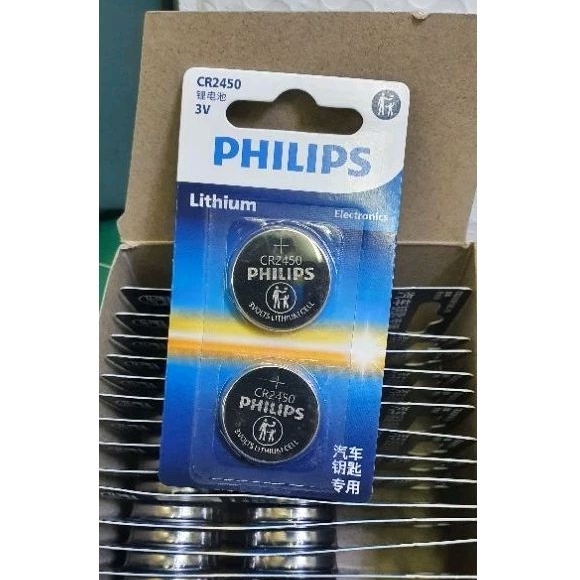 CR2450
锂电池
3V
PHILIPS
Lithium
Electronics
+
CR2450
PHILIPS
3VOLTS LITHIUM CELL
+
CR2450
PHILIPS
3VOLTS LITHIUM CELL
汽车
钥匙
专用